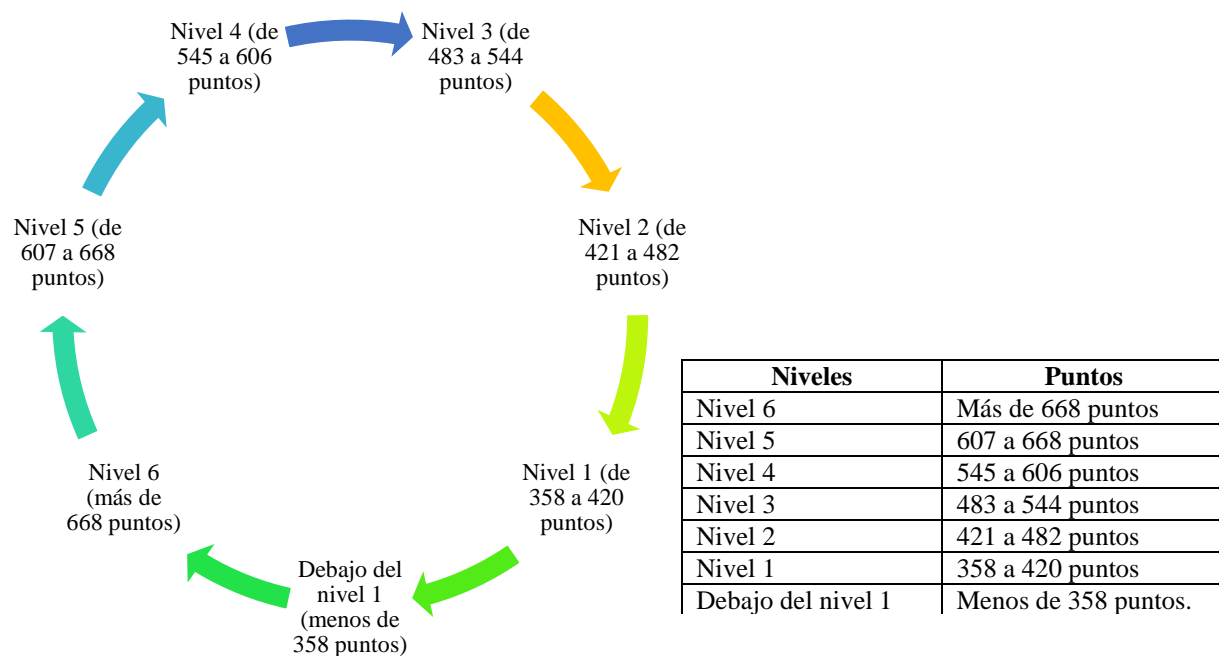 Nivel 4 (de
545 a 606
puntos)
Nivel 3 (de
483 a 544
puntos)
Nivel 2 (de
421 a 482
puntos)
Nivel 1 (de
358 a 420
puntos)
Debajo del
nivel 1
(menos de
358 puntos)
Nivel 6
(más de
668 puntos)
Nivel 5 (de
607 a 668
puntos)
Niveles Puntos
Nivel 6 Más de 668 puntos
Nivel 5 607 a 668 puntos
Nivel 4 545 a 606 puntos
Nivel 3 483 a 544 puntos
Nivel 2 421 a 482 puntos
Nivel 1 358 a 420 puntos
Debajo del nivel 1 Menos de 358 puntos.